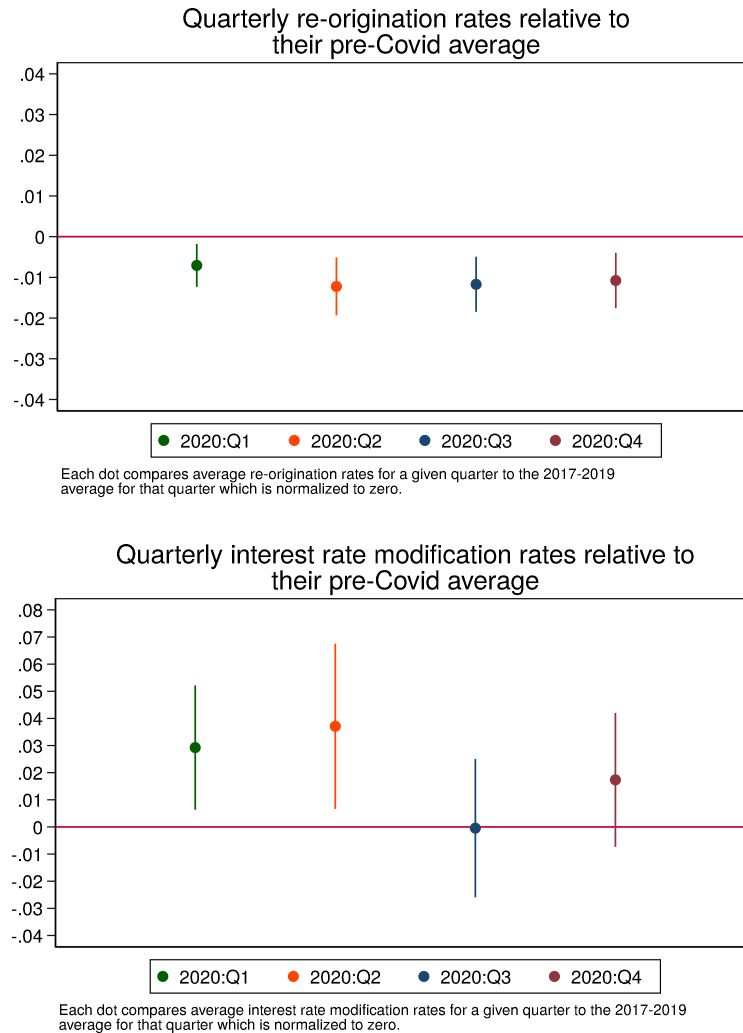 Quarterly re-origination rates relative to
their pre-Covid average
.04
.03
.02
.01
0
-.01
-.02
-.03
-.04
2020:Q1 2020:Q2 2020:Q3 2020:Q4
Each dot compares average re-origination rates for a given quarter to the 2017-2019
average for that quarter which is normalized to zero.
Quarterly interest rate modification rates relative to
their pre-Covid average
.08
.07
.06
.05
.04
.03
.02
.01
0
-.01
-.02
-.03
-.04
2020:Q1 2020:Q2 2020:Q3 2020:Q4
Each dot compares average interest rate modification rates for a given quarter to the 2017-2019
average for that quarter which is normalized to zero.